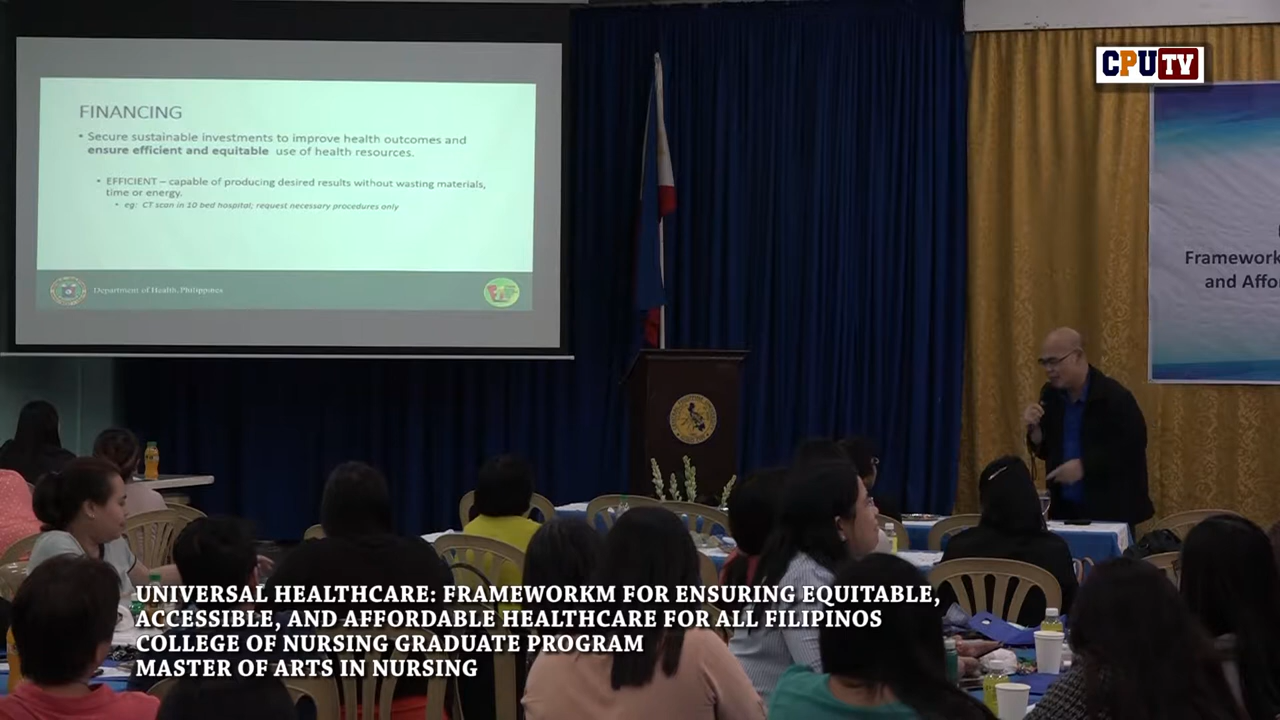 CPUTV
FINANCING
• Secure sustainable investments to improve health outcomes and
ensure efficient and equitable use of health resources.
• EFFICIENT – capable of producing desired results without wasting materials,
time or energy.
• eg: CT scan in 10 bed hospital; request necessary procedures only
Department of Health, Philippines
Framework
and Affo
UNIVERSAL HEALTHCARE: FRAMEWORKM FOR ENSURING EQUITABLE,
ACCESSIBLE, AND AFFORDABLE HEALTHCARE FOR ALL FILIPINOS
COLLEGE OF NURSING GRADUATE PROGRAM
MASTER OF ARTS IN NURSING